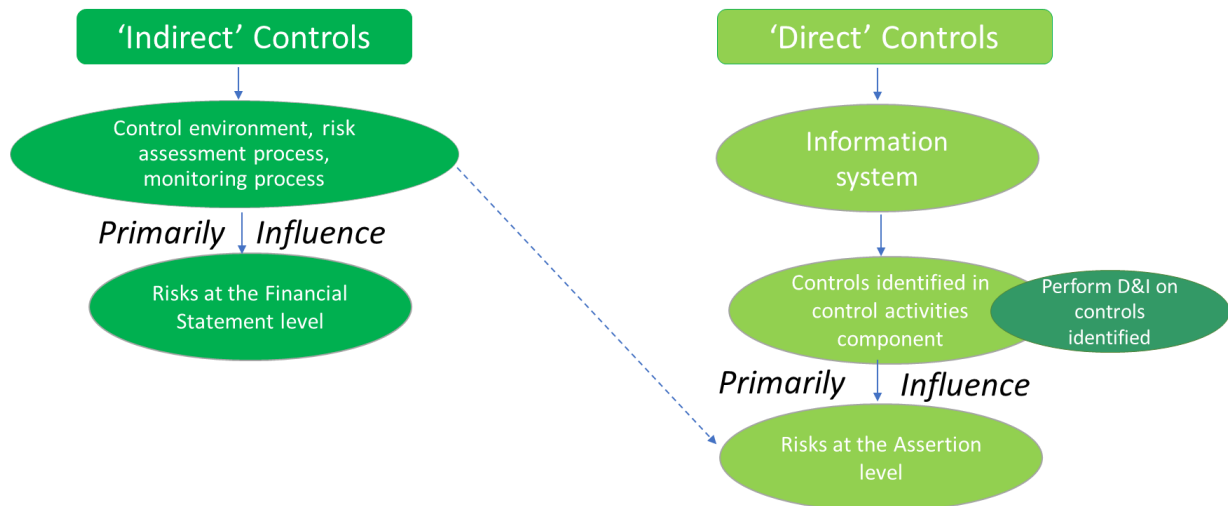 ‘Indirect’ Controls
Control environment, risk
assessment process,
monitoring process
Primarily Influence
Risks at the Financial
Statement level
‘Direct’ Controls
Information
system
Controls identified in
control activities
component
Perform D&I on
controls
identified
Primarily Influence
Risks at the Assertion
level